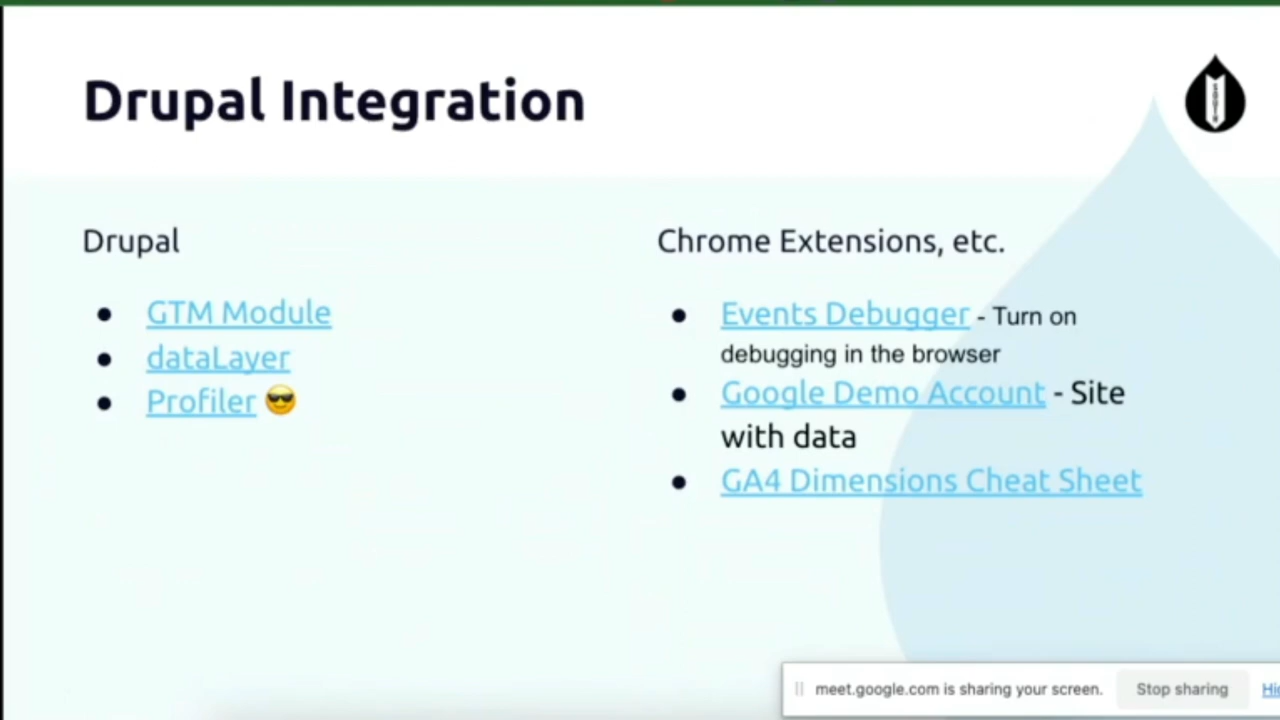 Drupal Integration
SOUTH
Drupal
GTM Module
dataLayer
Profiler 😎
Chrome Extensions, etc.
Events Debugger - Turn on
debugging in the browser
Google Demo Account - Site
with data
GA4 Dimensions Cheat Sheet
meet.google.com is sharing your screen.
Stop sharing